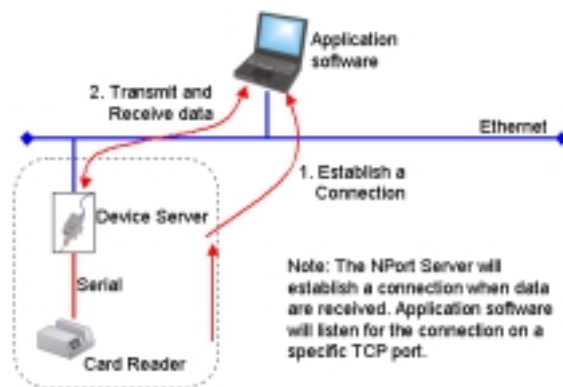 Application
software
2. Transmit and
Receive data
Ethernet
1. Establish a
Connection
Device Server
Serial
Card Reader
Note: The NPort Server will
establish a connection when data
are received. Application software
will listen for the connection on a
specific TCP port.